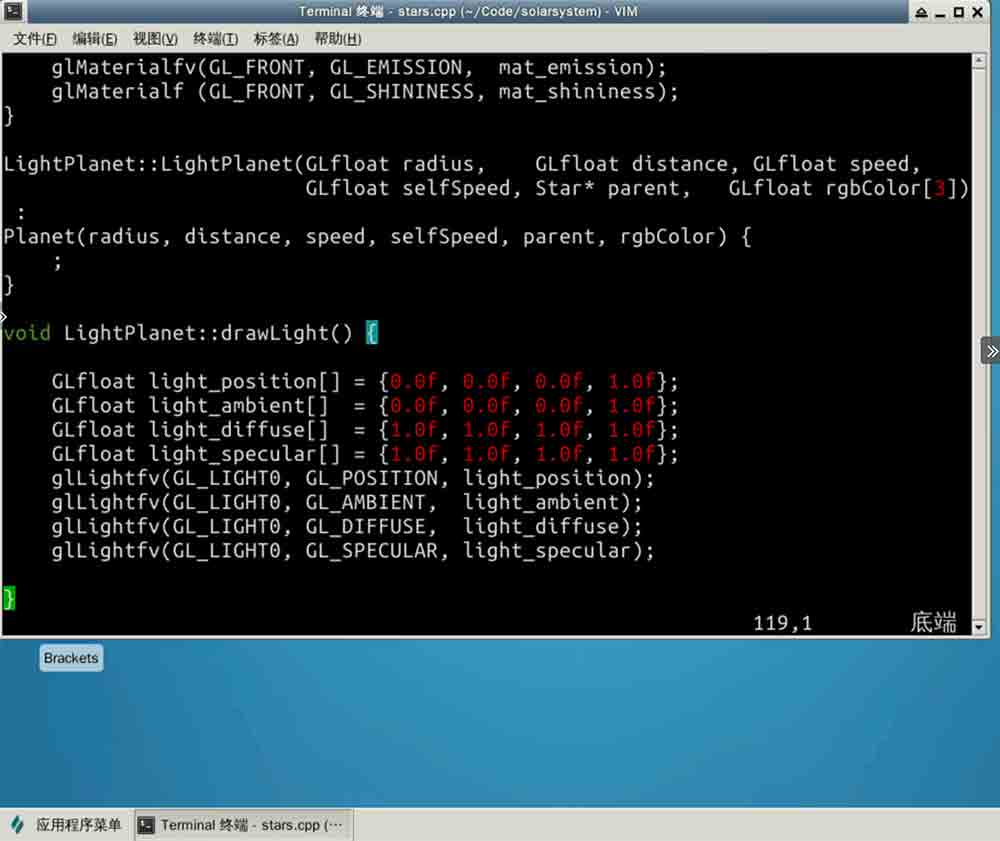 Terminal 终端 - stars.cpp (~/Code/solarsystem) - VIM
文件(F) 编辑(E) 视图(V) 终端(T) 标签(A) 帮助(H)
glMaterialfv(GL_FRONT, GL_EMISSION,  mat_emission);
glMaterialf (GL_FRONT, GL_SHININESS, mat_shininess);
}
LightPlanet::LightPlanet(GLfloat radius,    GLfloat distance, GLfloat speed,
GLfloat selfSpeed, Star* parent,   GLfloat rgbColor[3])
:
Planet(radius, distance, speed, selfSpeed, parent, rgbColor) {
;
}
void LightPlanet::drawLight() {
GLfloat light_position[] = {0.0f, 0.0f, 0.0f, 1.0f};
GLfloat light_ambient[]  = {0.0f, 0.0f, 0.0f, 1.0f};
GLfloat light_diffuse[]  = {1.0f, 1.0f, 1.0f, 1.0f};
GLfloat light_specular[] = {1.0f, 1.0f, 1.0f, 1.0f};
glLightfv(GL_LIGHT0, GL_POSITION, light_position);
glLightfv(GL_LIGHT0, GL_AMBIENT,  light_ambient);
glLightfv(GL_LIGHT0, GL_DIFFUSE,  light_diffuse);
glLightfv(GL_LIGHT0, GL_SPECULAR, light_specular);
}
119,1 底端
Brackets
应用程序菜单 Terminal 终端 - stars.cpp (···